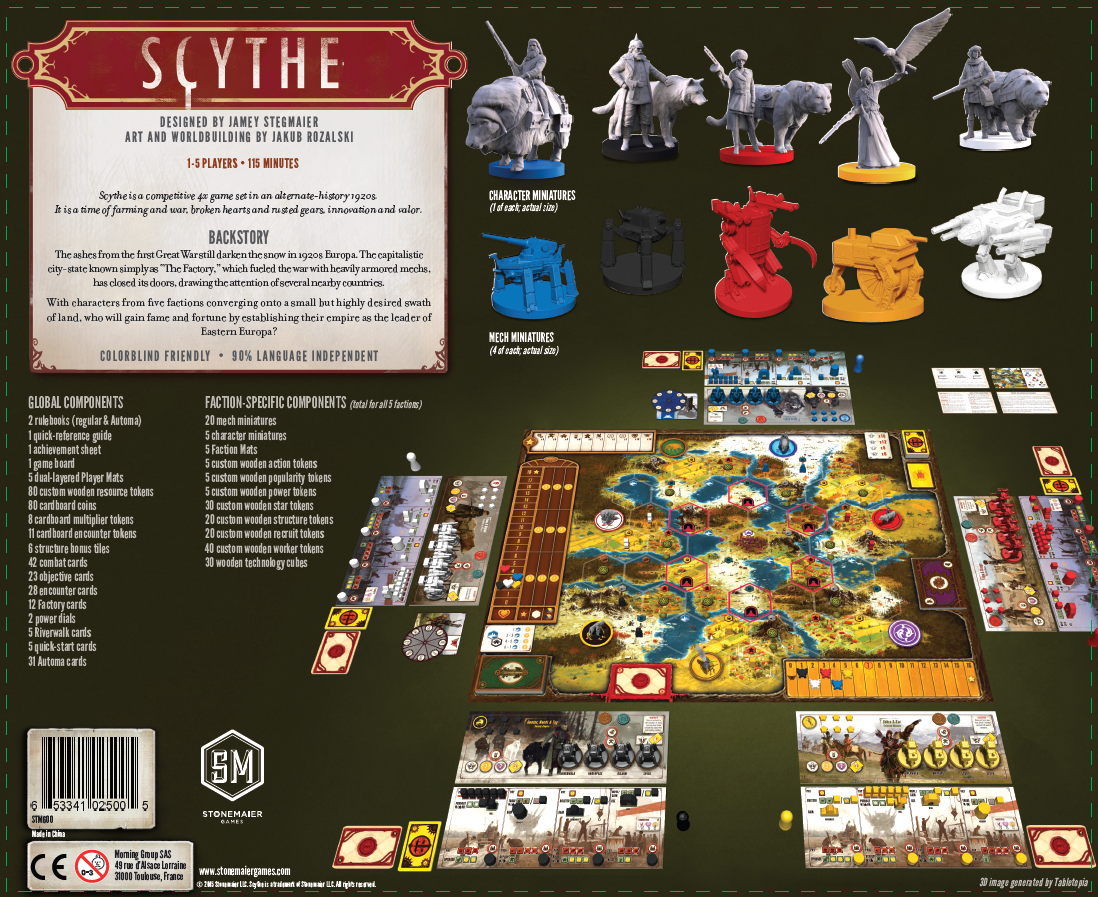 SCYTHE
DESIGNED BY JAMEY STEGMAIER
ART AND WORLDBUILDING BY JAKUB ROZALSKI
1-5 PLAYERS • 115 MINUTES
Scythe is a competitive 4x game set in an alternate-history 1920s.
It is a time of farming and war, broken hearts and rusted gears, innovation and valor.
BACKSTORY
The ashes from the first Great War still darken the snow in 1920s Europa. The capitalistic
city-state known simply as "The Factory," which fueled the war with heavily armored mechs,
has closed its doors, drawing the attention of several nearby countries.
With characters from five factions converging onto a small but highly desired swath
of land, who will gain fame and fortune by establishing their empire as the leader of
Eastern Europa?
COLORBLIND FRIENDLY • 90% LANGUAGE INDEPENDENT
CHARACTER MINIATURES
(1 of each; actual size)
MECH MINIATURES
(4 of each; actual size)
GLOBAL COMPONENTS
2 rulebooks (regular & Automa)
1 quick-reference guide
1 achievement sheet
1 game board
5 dual-layered Player Mats
80 custom wooden resource tokens
80 cardboard coins
8 cardboard multiplier tokens
11 cardboard encounter tokens
6 structure bonus tiles
42 combat cards
23 objective cards
28 encounter cards
12 Factory cards
2 power dials
5 Riverwalk cards
5 quick-start cards
31 Automa cards
FACTION-SPECIFIC COMPONENTS (total for all 5 factions)
20 mech miniatures
5 character miniatures
5 Faction Mats
5 custom wooden action tokens
5 custom wooden popularity tokens
5 custom wooden power tokens
30 custom wooden star tokens
20 custom wooden structure tokens
20 custom wooden recruit tokens
40 custom wooden worker tokens
30 wooden technology cubes
6 53341 02500 5
STM600
Made in China
SM
STONEMAIER
GAMES
CE
0-3
Morning Group SAS
49 rue d'Alsace Lorraine
31000 Toulouse, France
www.stonemaiergames.com
© 2015 Stonemaier LLC. Scythe is a trademark of Stonemaier LLC. All rights reserved.
3D image generated by Tabletopia